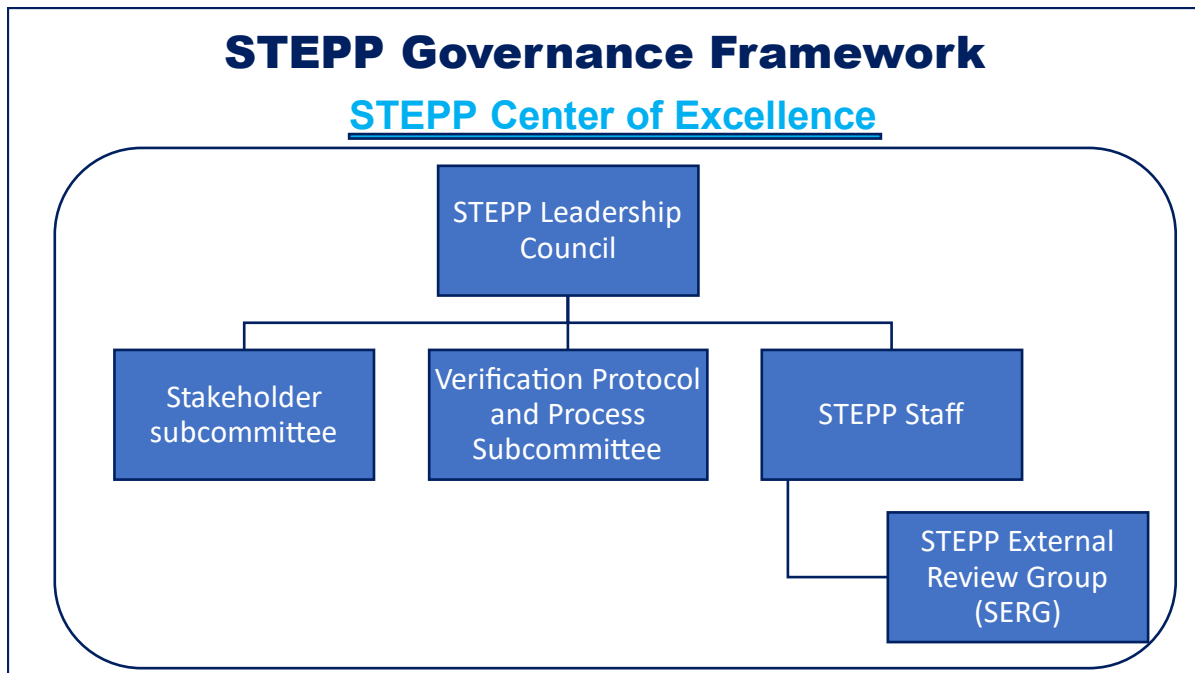 STEPP Governance Framework
STEPP Center of Excellence
STEPP Leadership
Council
Stakeholder
subcommittee
Verification Protocol
and Process
Subcommittee
STEPP Staff
STEPP External
Review Group
(SERG)